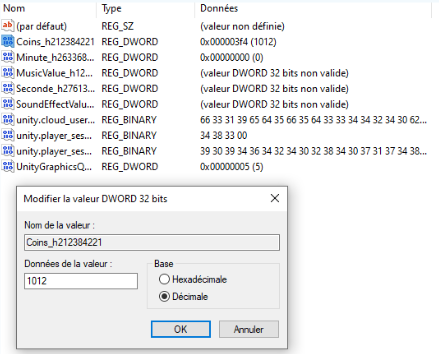 Nom Type Données
(par défaut) REG_SZ (valeur non définie)
Coins_h212384221 REG_DWORD 0x000003f4 (1012)
Minute_h263368... REG_DWORD 0x00000000 (0)
MusicValue_h12... REG_DWORD (valeur DWORD 32 bits non valide)
Seconde_h27613... REG_DWORD (valeur DWORD 32 bits non valide)
SoundEffectValu... REG_DWORD (valeur DWORD 32 bits non valide)
unity.cloud_user... REG_BINARY 66 33 31 39 65 64 35 66 35 64 33 33 34 34 32 34 30 62...
unity.player_ses... REG_BINARY 34 38 33 00
unity.player_ses... REG_BINARY 39 30 39 34 36 34 32 34 30 32 38 34 30 37 31 37 34 38...
UnityGraphicsQ... REG_DWORD 0x00000005 (5)
Modifier la valeur DWORD 32 bits
Nom de la valeur :
Coins_h212384221
Données de la valeur :
1012
Base
Hexadécimale
Décimale
OK Annuler